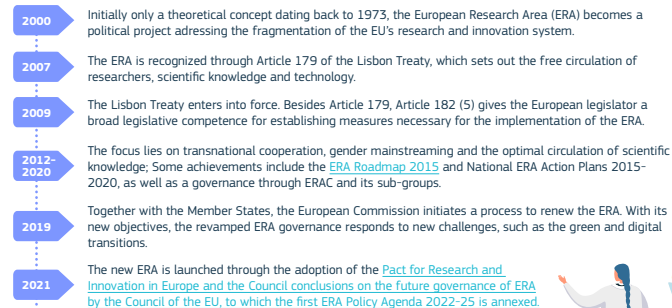 2000
Initially only a theoretical concept dating back to 1973, the European Research Area (ERA) becomes a
political project adressing the fragmentation of the EU's research and innovation system.
2007
The ERA is recognized through Article 179 of the Lisbon Treaty, which sets out the free circulation of
researchers, scientific knowledge and technology.
2009
The Lisbon Treaty enters into force. Besides Article 179, Article 182 (5) gives the European legislator a
broad legislative competence for establishing measures necessary for the implementation of the ERA.
2012-
2020
The focus lies on transnational cooperation, gender mainstreaming and the optimal circulation of scientific
knowledge; Some achievements include the ERA Roadmap 2015 and National ERA Action Plans 2015-
2020, as well as a governance through ERAC and its sub-groups.
2019
Together with the Member States, the European Commission initiates a process to renew the ERA. With its
new objectives, the revamped ERA governance responds to new challenges, such as the green and digital
transitions.
2021
The new ERA is launched through the adoption of the Pact for Research and
Innovation in Europe and the Council conclusions on the future governance of ERA
by the Council of the EU, to which the first ERA Policy Agenda 2022-25 is annexed.